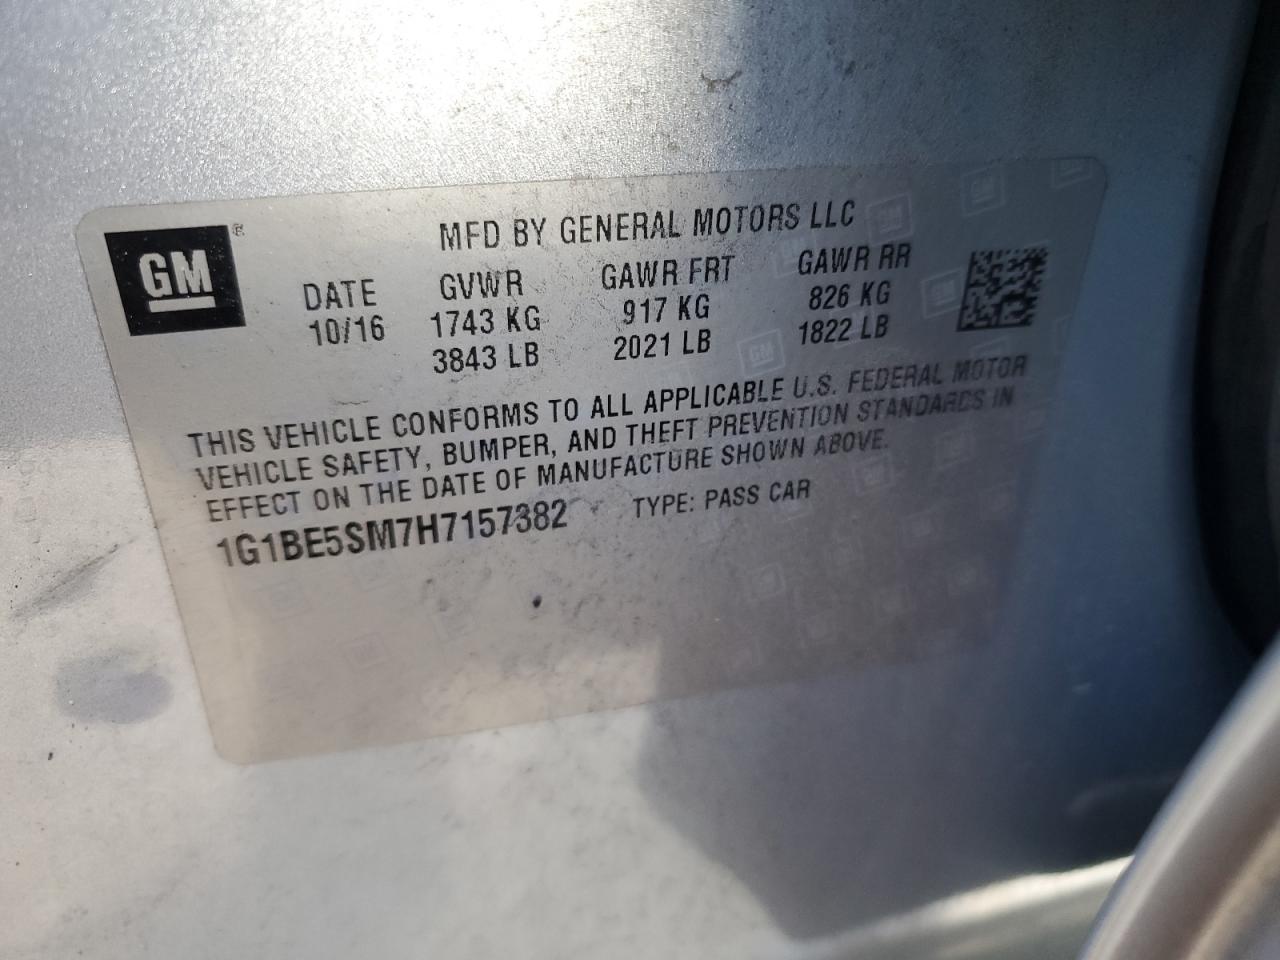 GM®
MFD BY GENERAL MOTORS LLC
DATE GVWR GAWR FRT GAWR RR
10/16 1743 KG 917 KG 826 KG
3843 LB 2021 LB 1822 LB
THIS VEHICLE CONFORMS TO ALL APPLICABLE U.S. FEDERAL MOTOR
VEHICLE SAFETY, BUMPER, AND THEFT PREVENTION STANDARDS IN
EFFECT ON THE DATE OF MANUFACTURE SHOWN ABOVE.
1G1BE5SM7H7157382 TYPE: PASS CAR